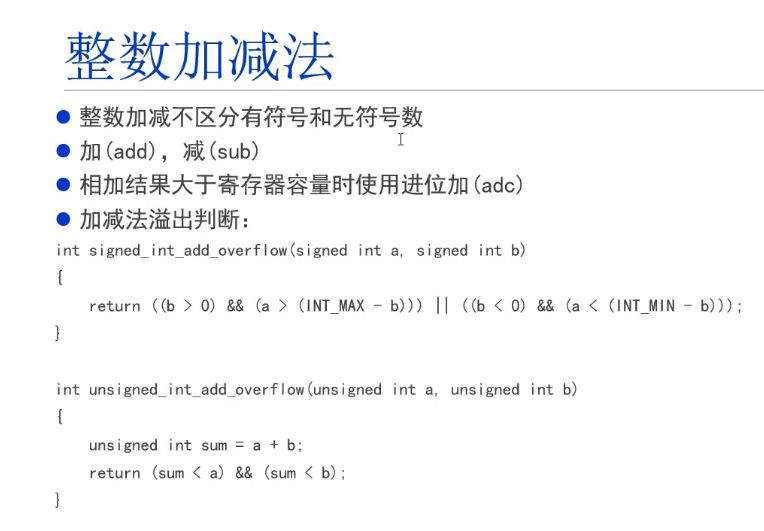 整数加减法
整数加减不区分有符号和无符号数
加(add), 减(sub)
相加结果大于寄存器容量时使用进位加(adc)
加减法溢出判断:
int signed_int_add_overflow(signed int a, signed int b)
{
    return ((b > 0) && (a > (INT_MAX - b))) || ((b < 0) && (a < (INT_MIN - b)));
}
int unsigned_int_add_overflow(unsigned int a, unsigned int b)
{
    unsigned int sum = a + b;
    return (sum < a) && (sum < b);
}